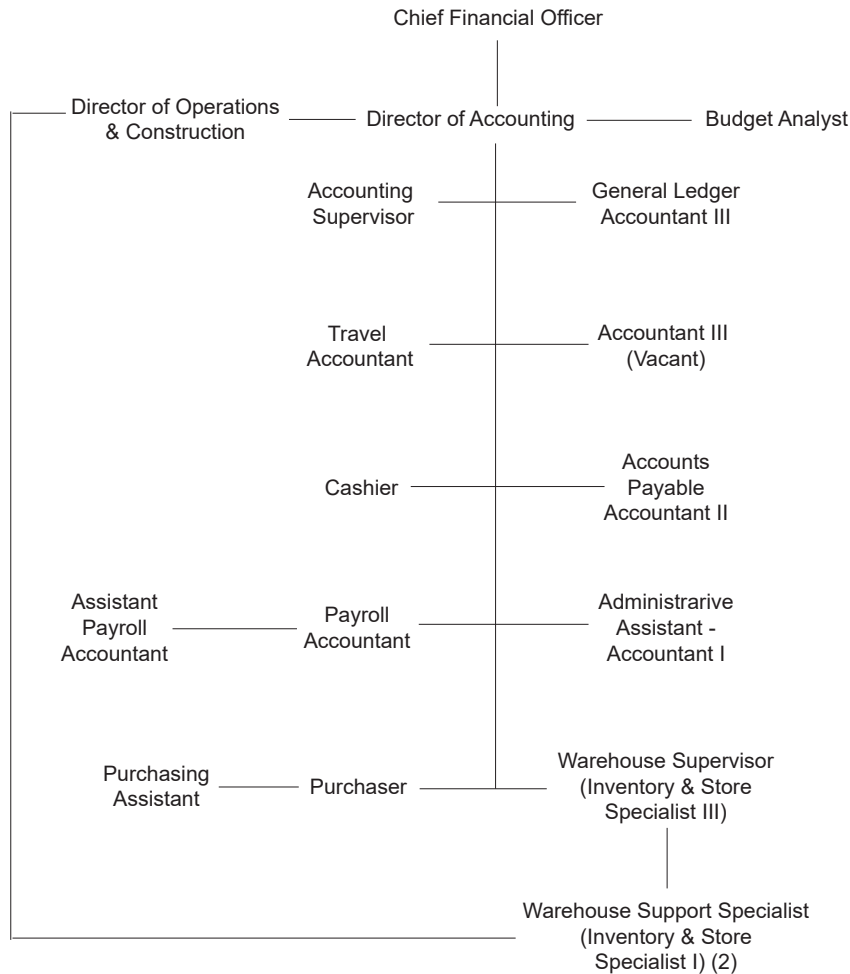 Chief Financial Officer
Director of Operations
& Construction
Director of Accounting
Budget Analyst
Accounting
Supervisor
General Ledger
Accountant III
Travel
Accountant
Accountant III
(Vacant)
Cashier
Accounts
Payable
Accountant II
Assistant
Payroll
Accountant
Payroll
Accountant
Administrarive
Assistant -
Accountant I
Purchasing
Assistant
Purchaser
Warehouse Supervisor
(Inventory & Store
Specialist III)
Warehouse Support Specialist
(Inventory & Store
Specialist I) (2)